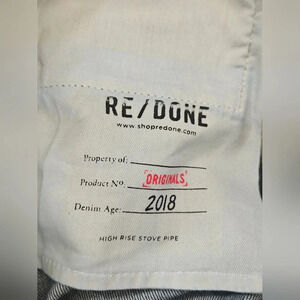 RE/DONE
www.shopredone.com
Property of:
Product Nº. ORIGINALS
Denim Age: 2018
HIGH RISE STOVE PIPE